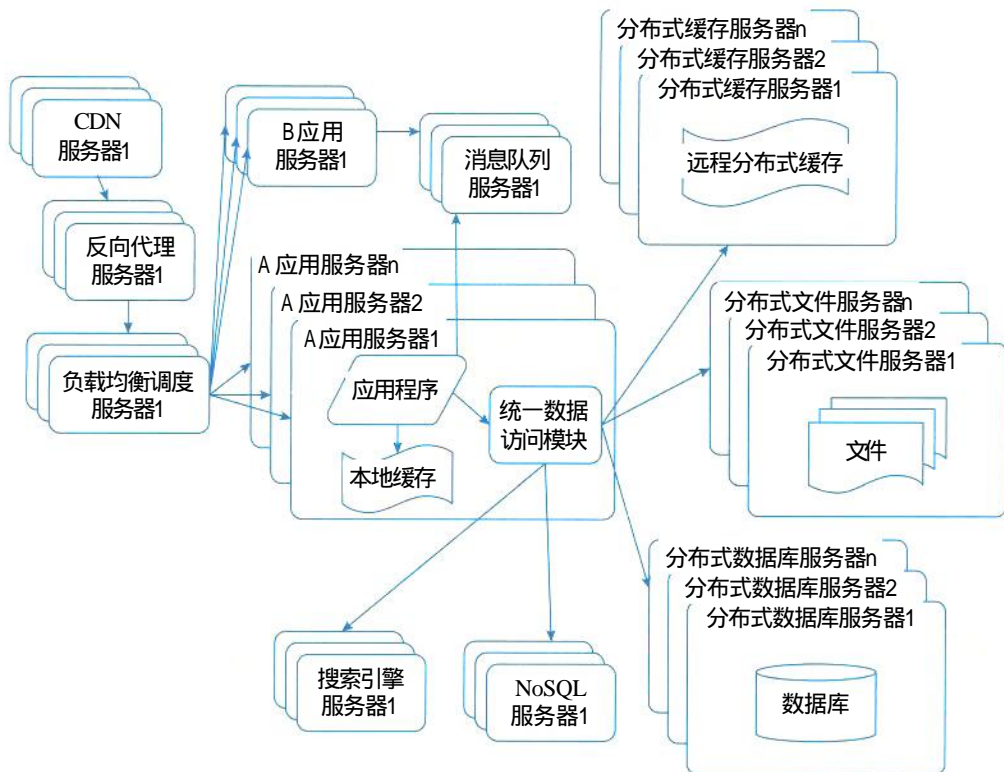 分布式缓存服务器n
分布式缓存服务器2
分布式缓存服务器1
远程分布式缓存
CDN
服务器1
B应用
服务器1
消息队列
服务器1
反向代理
服务器1
负载均衡调度
服务器1
A 应用服务器n
A 应用服务器2
A应用服务器1
应用程序
本地缓存
统一数据
访问模块
分布式文件服务器n
分布式文件服务器2
分布式文件服务器1
文件
分布式数据库服务器n
分布式数据库服务器2
分布式数据库服务器1
数据库
搜索引擎
服务器1
NoSQL
服务器1